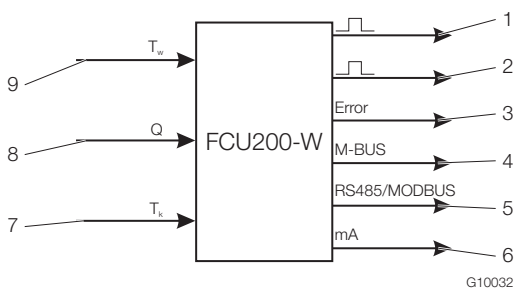 1
T_w
9
2
Error
3
Q
8
FCU200-W
M-BUS
4
RS485/MODBUS
5
T_k
7
mA
6
G10032